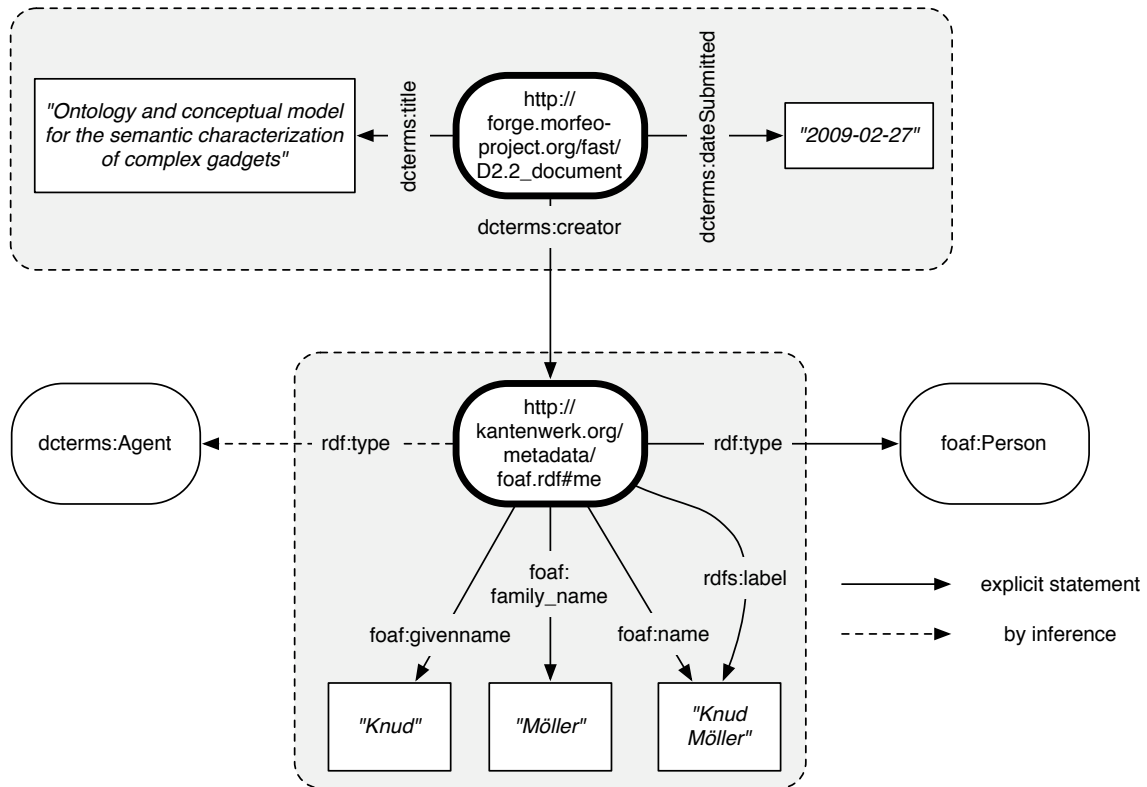 "Ontology and conceptual model
for the semantic characterization
of complex gadgets"
dcterms:title
http://
forge.morfeo-
project.org/fast/
D2.2_document
dcterms:dateSubmitted
"2009-02-27"
dcterms:creator
dcterms:Agent
rdf:type
http://
kantenwerk.org/
metadata/
foaf.rdf#me
rdf:type
foaf:Person
foaf:givenname
foaf:
family_name
foaf:name
rdfs:label
explicit statement
by inference
"Knud"
"Möller"
"Knud
Möller"